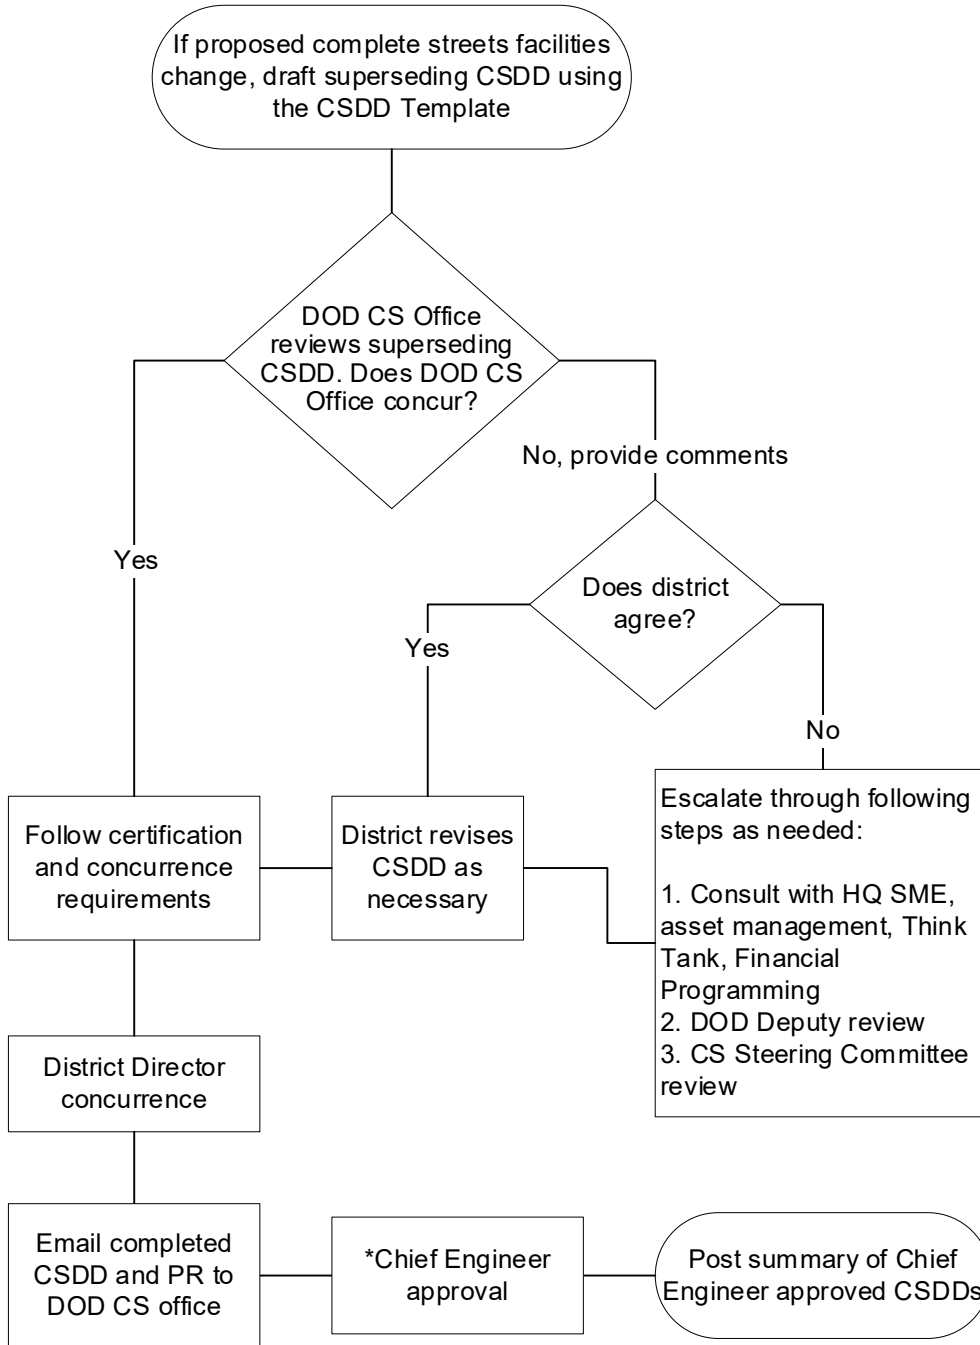 If proposed complete streets facilities
change, draft superseding CSDD using
the CSDD Template
DOD CS Office
reviews superseding
CSDD. Does DOD CS
Office concur?
No, provide comments
Yes
Does district
agree?
Yes
No
Follow certification
and concurrence
requirements
District revises
CSDD as
necessary
Escalate through following
steps as needed:
1. Consult with HQ SME,
asset management, Think
Tank, Financial
Programming
2. DOD Deputy review
3. CS Steering Committee
review
District Director
concurrence
Email completed
CSDD and PR to
DOD CS office
*Chief Engineer
approval
Post summary of Chief
Engineer approved CSDDs